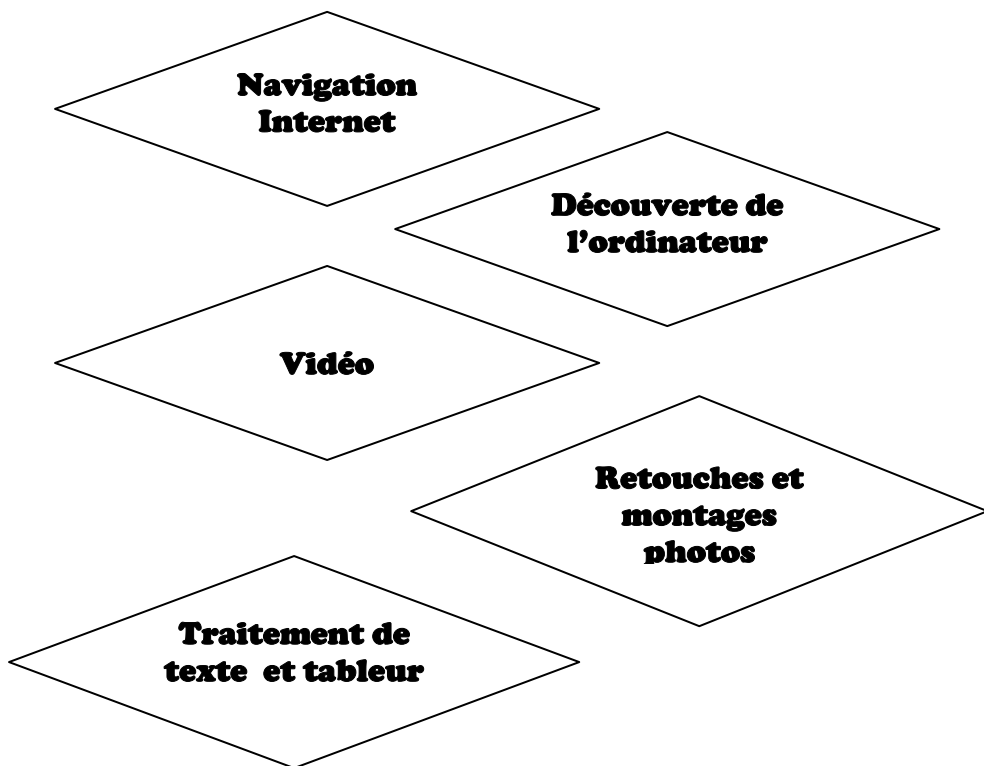 Navigation
Internet
Découverte de
l’ordinateur
Vidéo
Retouches et
montages
photos
Traitement de
texte et tableur